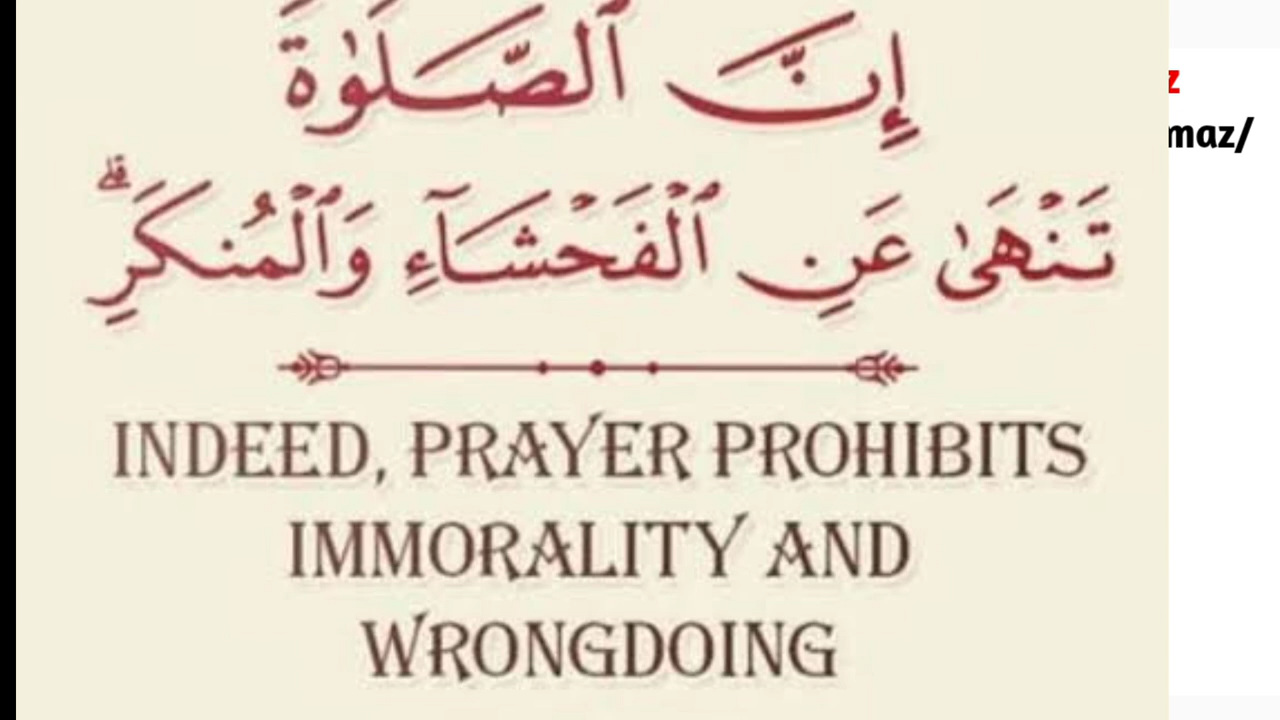 إِنَّ ٱلصَّلَوٰةَ
تَنْهَىٰ عَنِ ٱلْفَحْشَآءِ وَٱلْمُنكَرِ ۗ
INDEED, PRAYER PROHIBITS
IMMORALITY AND
WRONGDOING
maz/